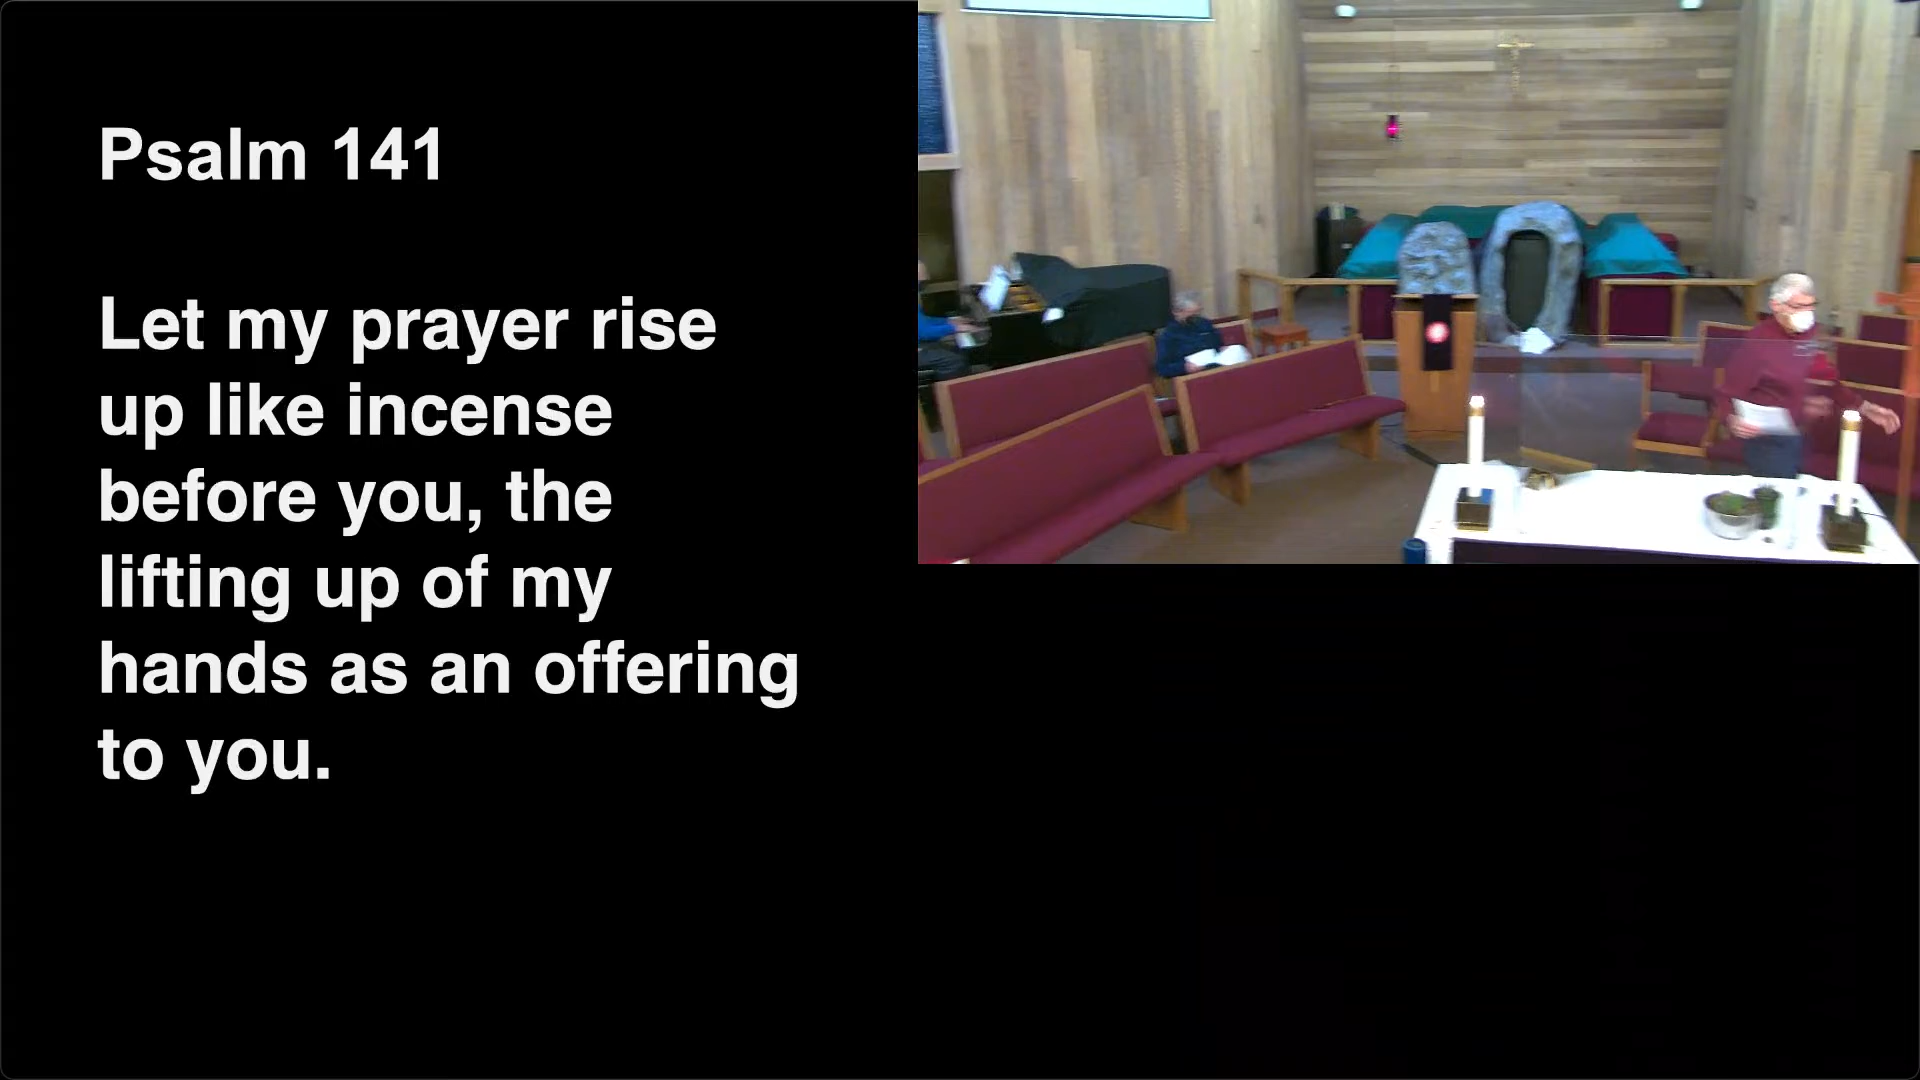 Psalm 141
Let my prayer rise
up like incense
before you, the
lifting up of my
hands as an offering
to you.